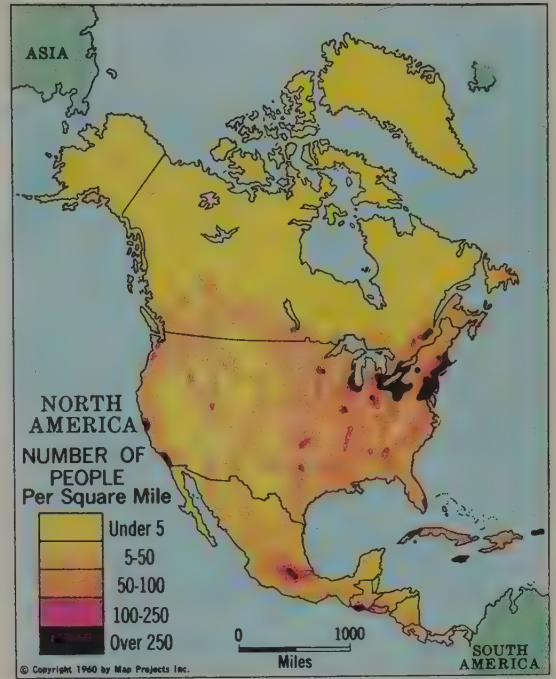 ASIA
NORTH
AMERICA
NUMBER OF
PEOPLE
Per Square Mile
Under 5
5-50
50-100
100-250
Over 250
0 1000
Miles
SOUTH
AMERICA
© Copyright 1960 by Map Projects Inc.